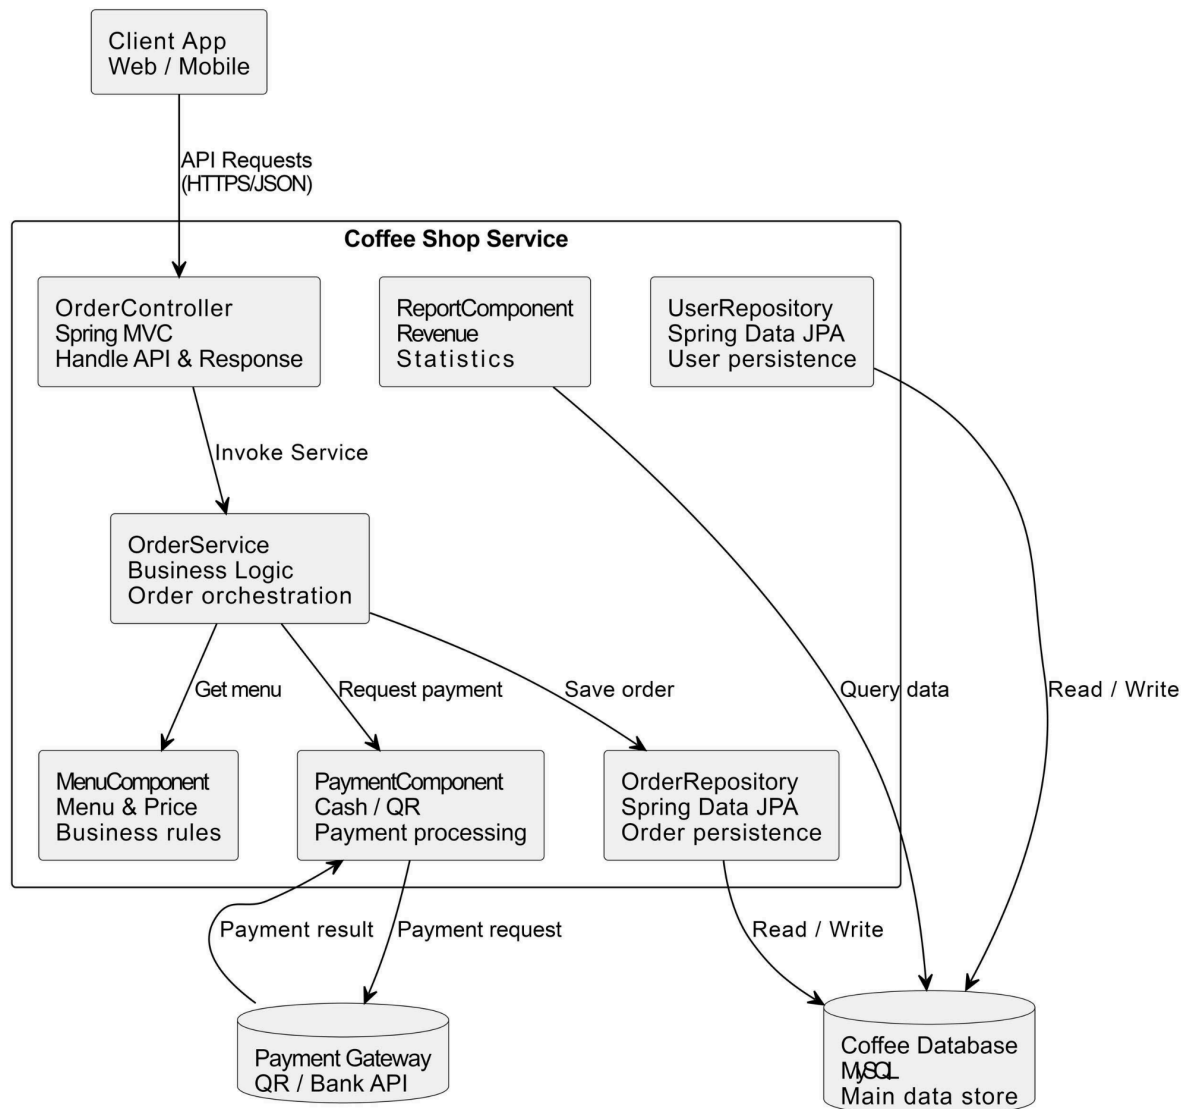 Client App
Web / Mobile
API Requests
(HTTPS/JSON)
Coffee Shop Service
OrderController
Spring MVC
Handle API & Response
ReportComponent
Revenue
Statistics
UserRepository
Spring Data JPA
User persistence
Invoke Service
OrderService
Business Logic
Order orchestration
Get menu
Request payment
Save order
Query data
Read / Write
MenuComponent
Menu & Price
Business rules
PaymentComponent
Cash / QR
Payment processing
OrderRepository
Spring Data JPA
Order persistence
Payment result
Payment request
Read / Write
Payment Gateway
QR / Bank API
Coffee Database
MySQL
Main data store